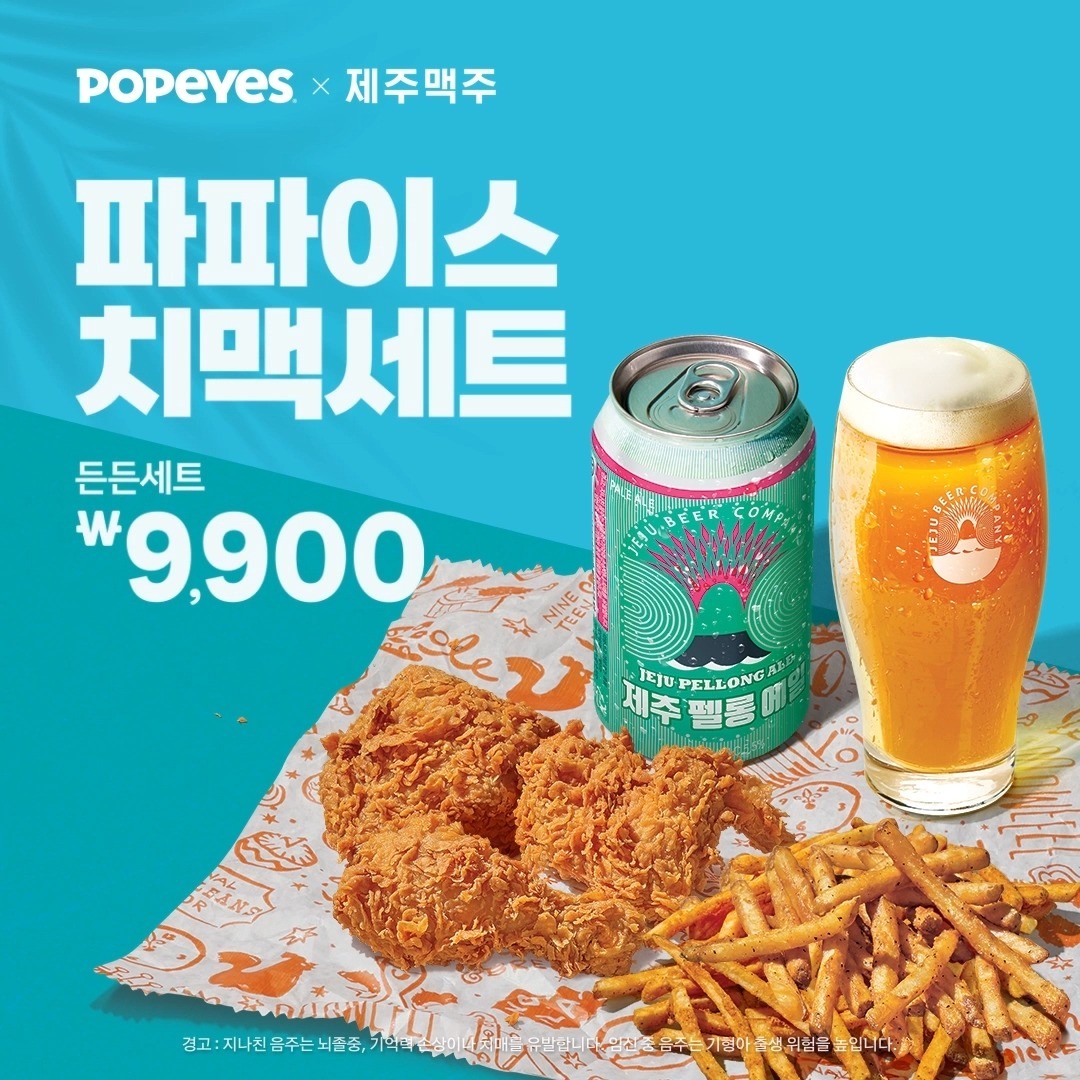 POPEYES × 제주맥주
파파이스
치맥세트
든든세트
₩9,900
PALE ALE
JEJU BEER COMPANY
JEJU PELLONG ALE
제주 펠롱 에일
5.5%
JEJU BEER COMPANY
NINE
TEEN
경고 : 지나친 음주는 뇌졸중, 기억력 손상이나 치매를 유발합니다. 임신 중 음주는 기형아 출생 위험을 높입니다.